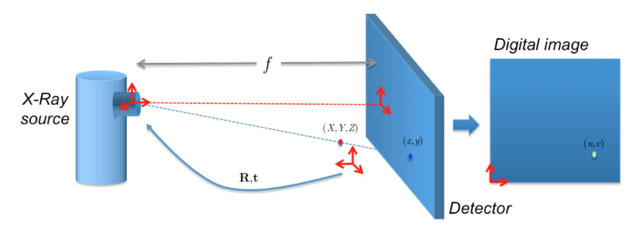 Digital image
f
X-Ray
source
(X, Y, Z)
(x, y)
(u, v)
R,t
Detector